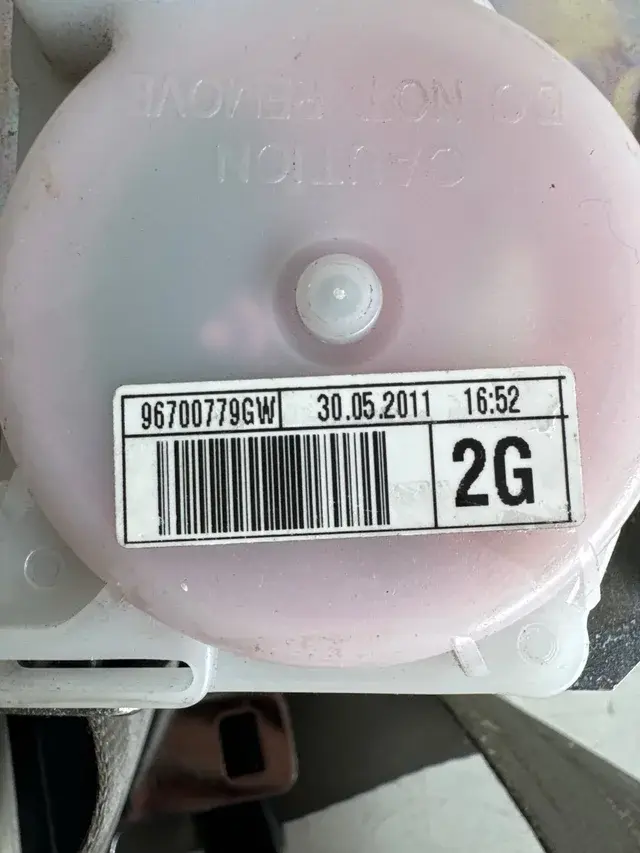 CAUTION
DO NOT REMOVE
96700779GW 30.05.2011 16:52
2G